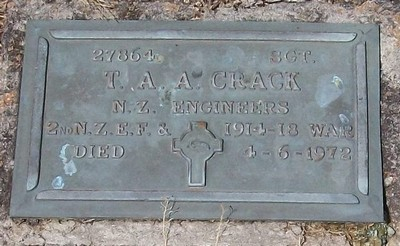 27864 SGT.
T. A. A CRACK
N. Z. ENGINEERS
2ND N.Z.E.F. & 1914-18 WAR
DIED 4-6-1972